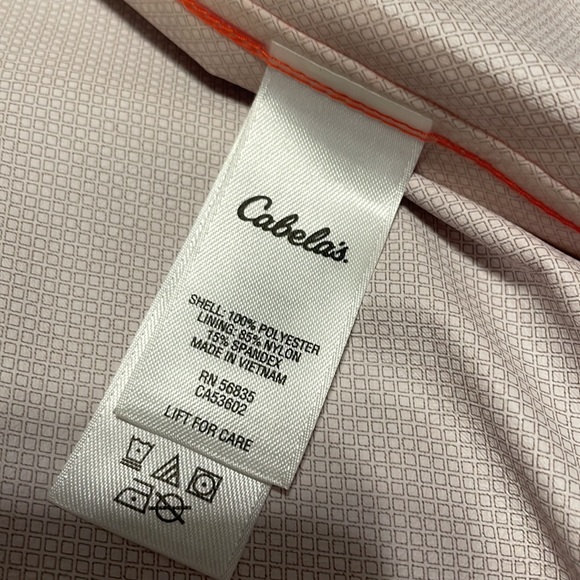 Cabela's.
SHELL: 100% POLYESTER
LINING: 85% NYLON
15% SPANDEX
MADE IN VIETNAM
RN 56835
CA53602
LIFT FOR CARE